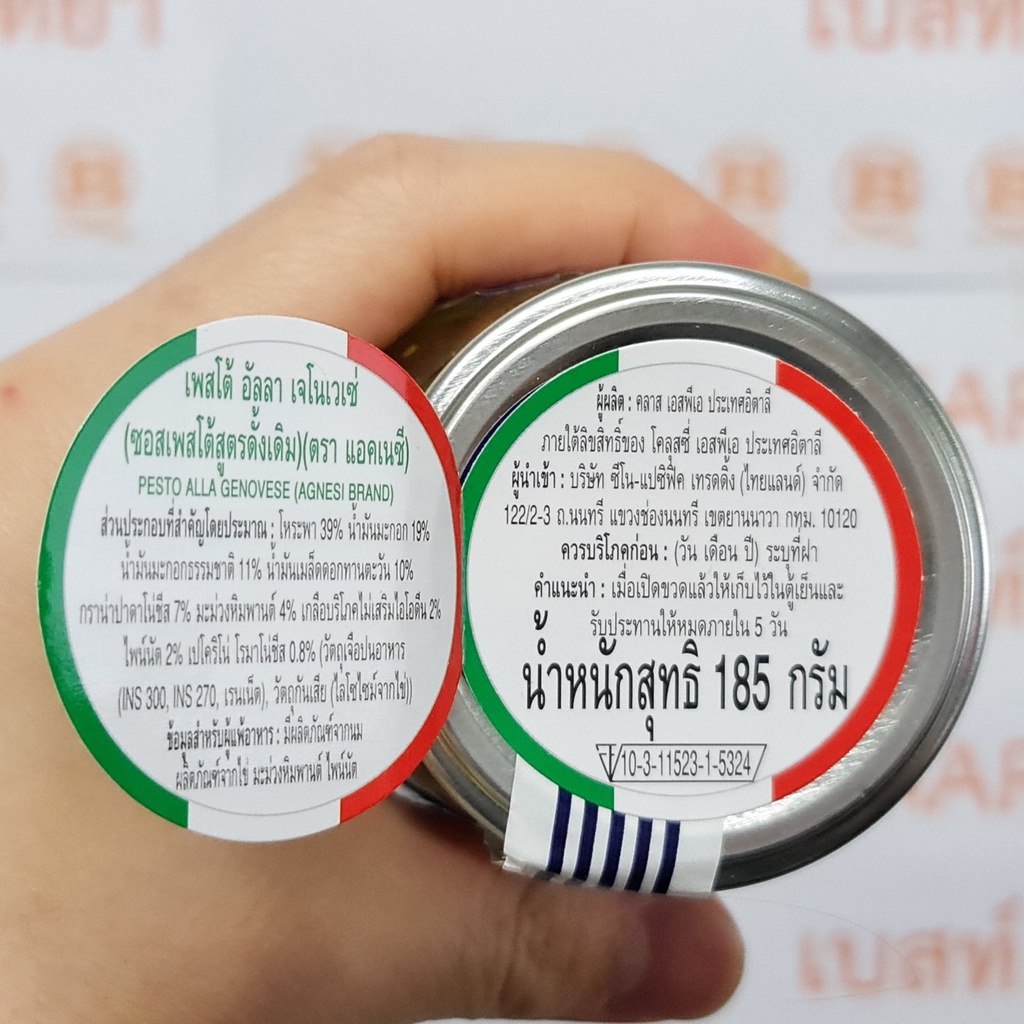 เพสโต้ อัลลา เจโนเวเซ่
(ซอสเพสโต้สูตรดั้งเดิม)(ตรา แอคเนซี)
PESTO ALLA GENOVESE (AGNESI BRAND)
ส่วนประกอบที่สำคัญโดยประมาณ : โหระพา 39% น้ำมันมะกอก 19%
น้ำมันมะกอกธรรมชาติ 11% น้ำมันเมล็ดดอกทานตะวัน 10%
กราน่าปาดาโน่ชีส 7% มะม่วงหิมพานต์ 4% เกลือบริโภคไม่เสริมไอโอดีน 2%
ไพน์นัต 2% เปโคริโน่ โรมาโน่ชีส 0.8% (วัตถุเจือปนอาหาร
(INS 300, INS 270, เรนเน็ต), วัตถุกันเสีย (ไลโซไซม์จากไข่))
ข้อมูลสำหรับผู้แพ้อาหาร : มีผลิตภัณฑ์จากนม
ผลิตภัณฑ์จากไข่ มะม่วงหิมพานต์ ไพน์นัต
ผู้ผลิต : คลาส เอสพีเอ ประเทศอิตาลี
ภายใต้ลิขสิทธิ์ของ โคลุสซี่ เอสพีเอ ประเทศอิตาลี
ผู้นำเข้า : บริษัท ซีโน-แปซิฟิค เทรดดิ้ง (ไทยแลนด์) จำกัด
122/2-3 ถ.นนทรี แขวงช่องนนทรี เขตยานนาวา กทม. 10120
ควรบริโภคก่อน : (วัน เดือน ปี) ระบุที่ฝา
คำแนะนำ : เมื่อเปิดขวดแล้วให้เก็บไว้ในตู้เย็นและ
รับประทานให้หมดภายใน 5 วัน
น้ำหนักสุทธิ 185 กรัม
10-3-11523-1-5324